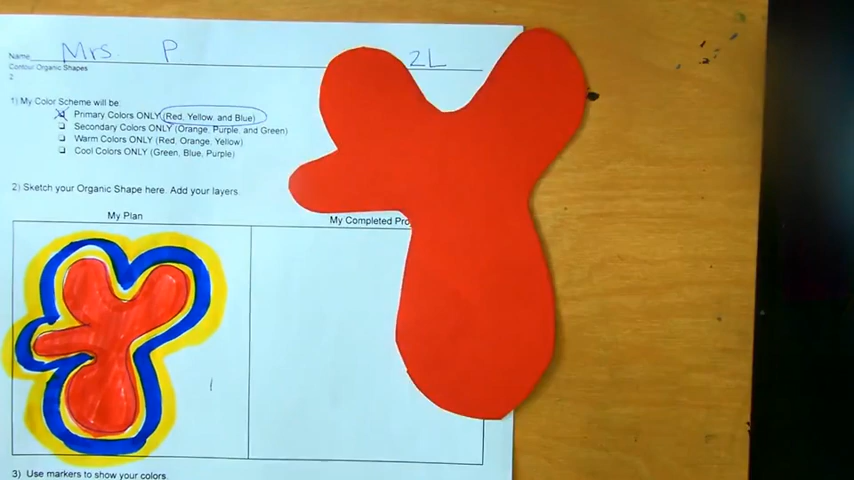 Name Mrs P 2L
Contour Organic Shapes
2
1) My Color Scheme will be:
Primary Colors ONLY (Red, Yellow, and Blue)
Secondary Colors ONLY (Orange, Purple, and Green)
Warm Colors ONLY (Red, Orange, Yellow)
Cool Colors ONLY (Green, Blue, Purple)
2) Sketch your Organic Shape here. Add your layers.
My Plan
My Completed Pro
3) Use markers to show your colors.